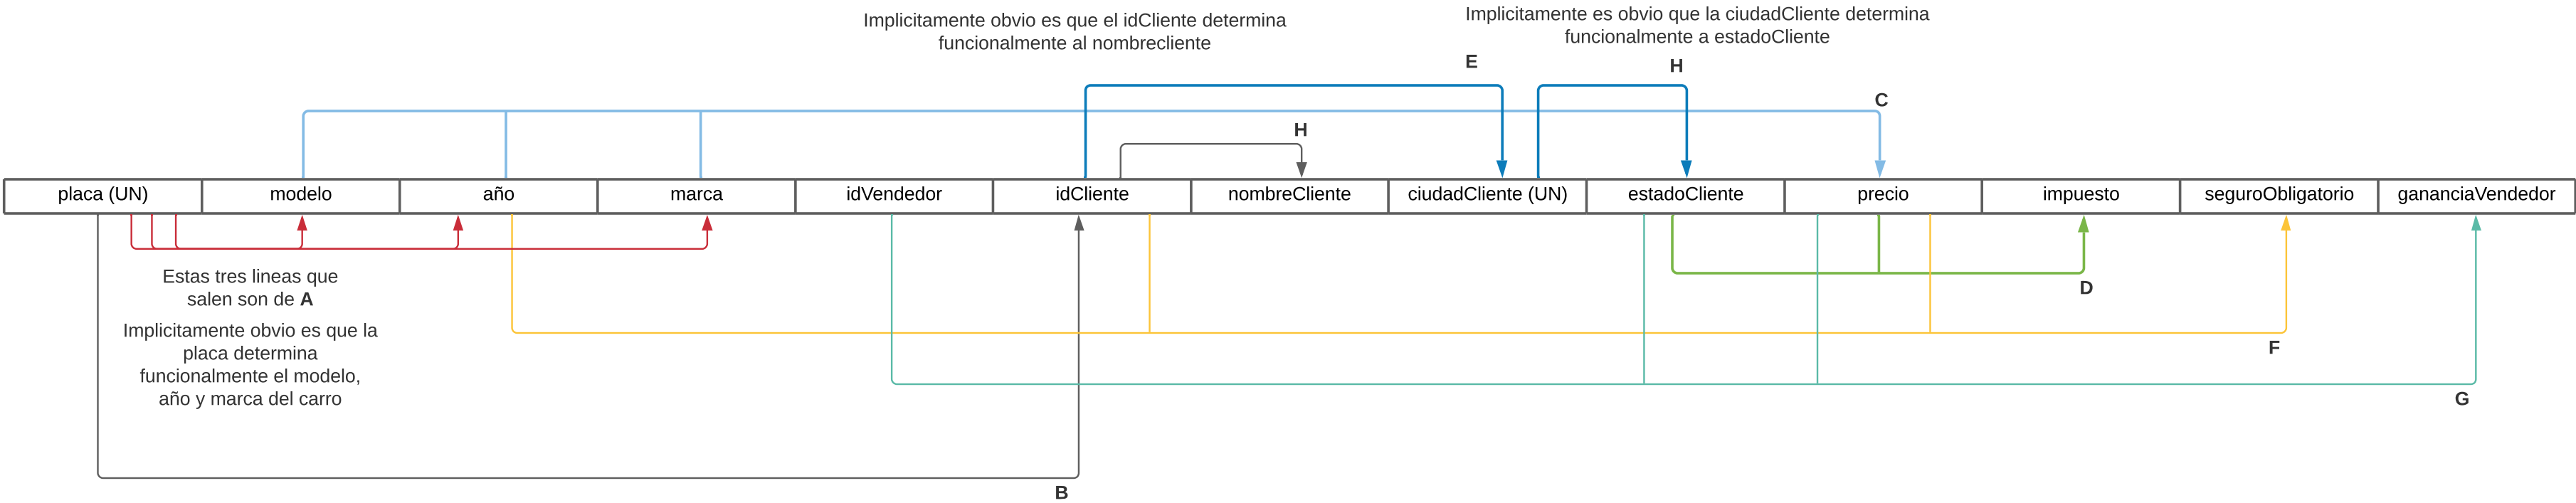 Implicitamente obvio es que el idCliente determina
funcionalmente al nombrecliente
Implicitamente es obvio que la ciudadCliente determina
funcionalmente a estadoCliente
E
H
C
H
placa (UN)
modelo
año
marca
idVendedor
idCliente
nombreCliente
ciudadCliente (UN)
estadoCliente
precio
impuesto
seguroObligatorio
gananciaVendedor
Estas tres lineas que
salen son de A
Implicitamente obvio es que la
placa determina
funcionalmente el modelo,
año y marca del carro
D
F
G
B